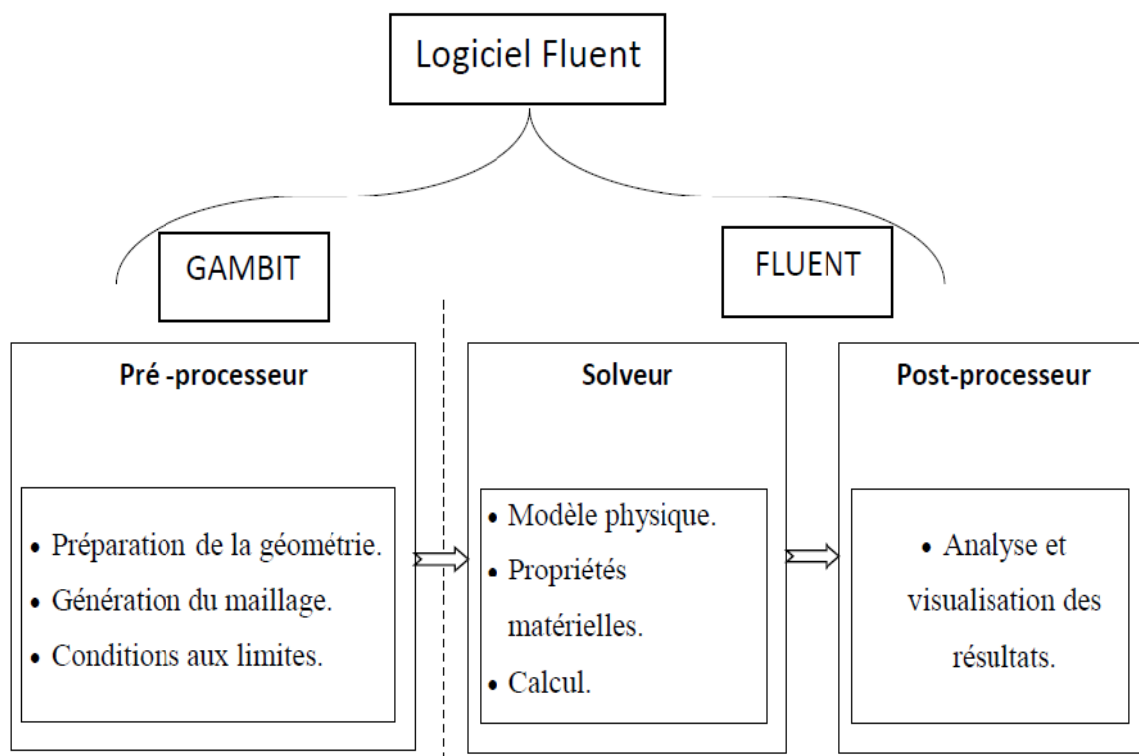 Logiciel Fluent
GAMBIT
FLUENT
Pré -processeur
• Préparation de la géométrie.
• Génération du maillage.
• Conditions aux limites.
Solveur
• Modèle physique.
• Propriétés
matérielles.
• Calcul.
Post-processeur
• Analyse et
visualisation des
résultats.